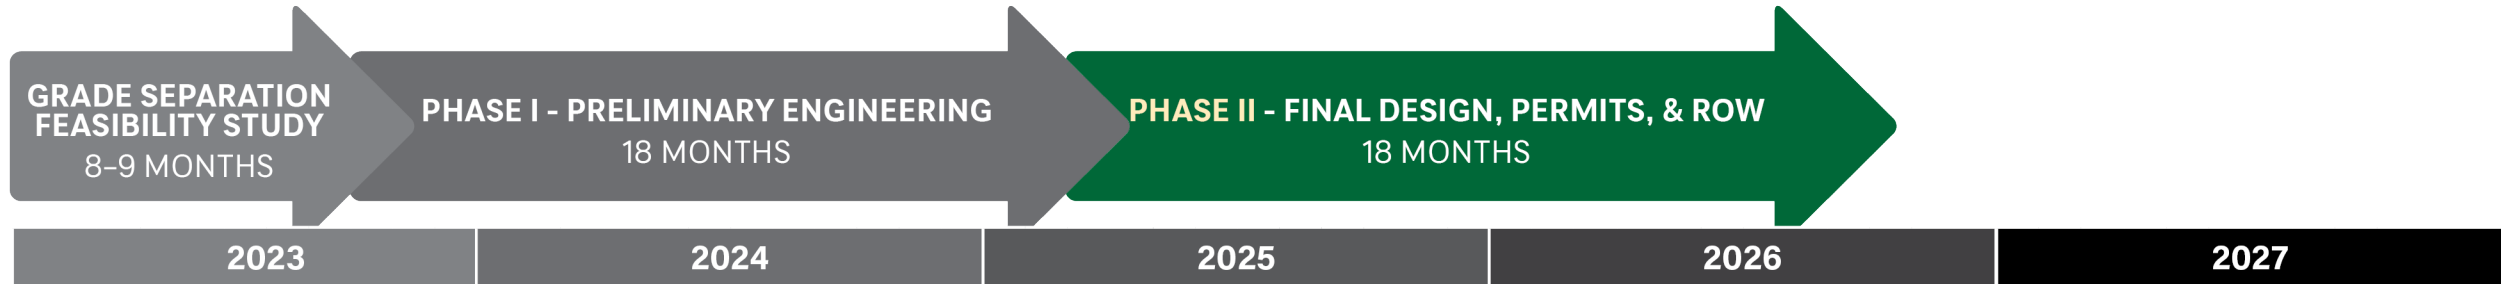 GRADE SEPARATION
FEASIBILITY STUDY
8-9 MONTHS
PHASE I - PRELIMINARY ENGINEERING
18 MONTHS
PHASE II - FINAL DESIGN, PERMITS, & ROW
18 MONTHS
2023
2024
2025
2026
2027